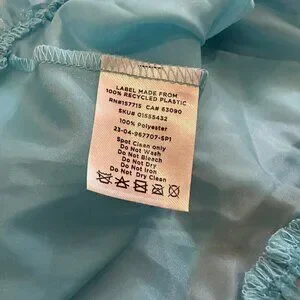 LABEL MADE FROM
100% RECYCLED PLASTIC
RN#157715 CA# 63090
SKU# 01555432
100% Polyester
23-04-967707-SP1
Spot Clean only
Do Not Wash
Do Not Bleach
Do Not Dry
Do Not Iron
Do Not Dry Clean